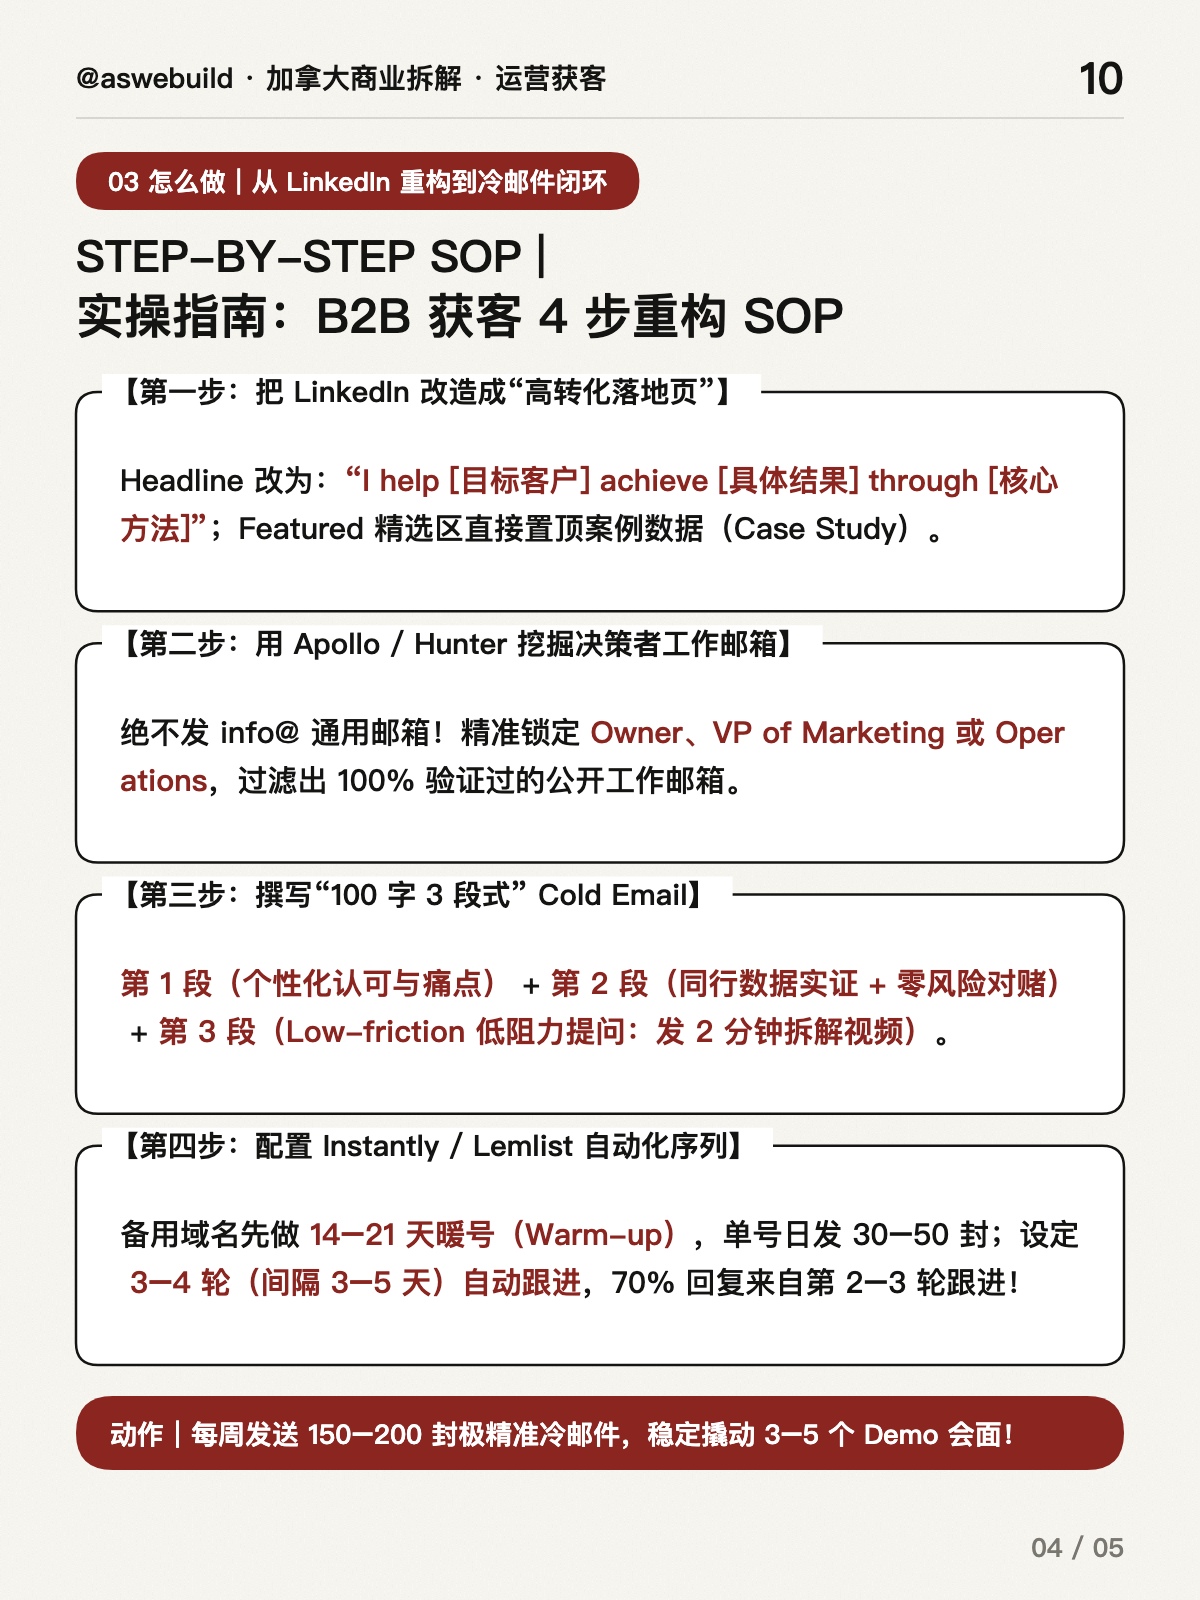 @aswebuild · 加拿大商业拆解 · 运营获客
10
03 怎么做 | 从 LinkedIn 重构到冷邮件闭环
STEP–BY–STEP SOP |
实操指南：B2B 获客 4 步重构 SOP
【第一步：把 LinkedIn 改造成“高转化落地页”】
Headline 改为：“I help [目标客户] achieve [具体结果] through [核心
方法]”；Featured 精选区直接置顶案例数据（Case Study）。
【第二步：用 Apollo / Hunter 挖掘决策者工作邮箱】
绝不发 info@ 通用邮箱！精准锁定 Owner、VP of Marketing 或 Oper
ations，过滤出 100% 验证过的公开工作邮箱。
【第三步：撰写“100 字 3 段式” Cold Email】
第 1 段（个性化认可与痛点） + 第 2 段（同行数据实证 + 零风险对赌）
+ 第 3 段（Low–friction 低阻力提问：发 2 分钟拆解视频）。
【第四步：配置 Instantly / Lemlist 自动化序列】
备用域名先做 14—21 天暖号（Warm–up），单号日发 30—50 封；设定
3—4 轮（间隔 3—5 天）自动跟进，70% 回复来自第 2—3 轮跟进！
动作 | 每周发送 150—200 封极精准冷邮件，稳定撬动 3—5 个 Demo 会面！
04 / 05